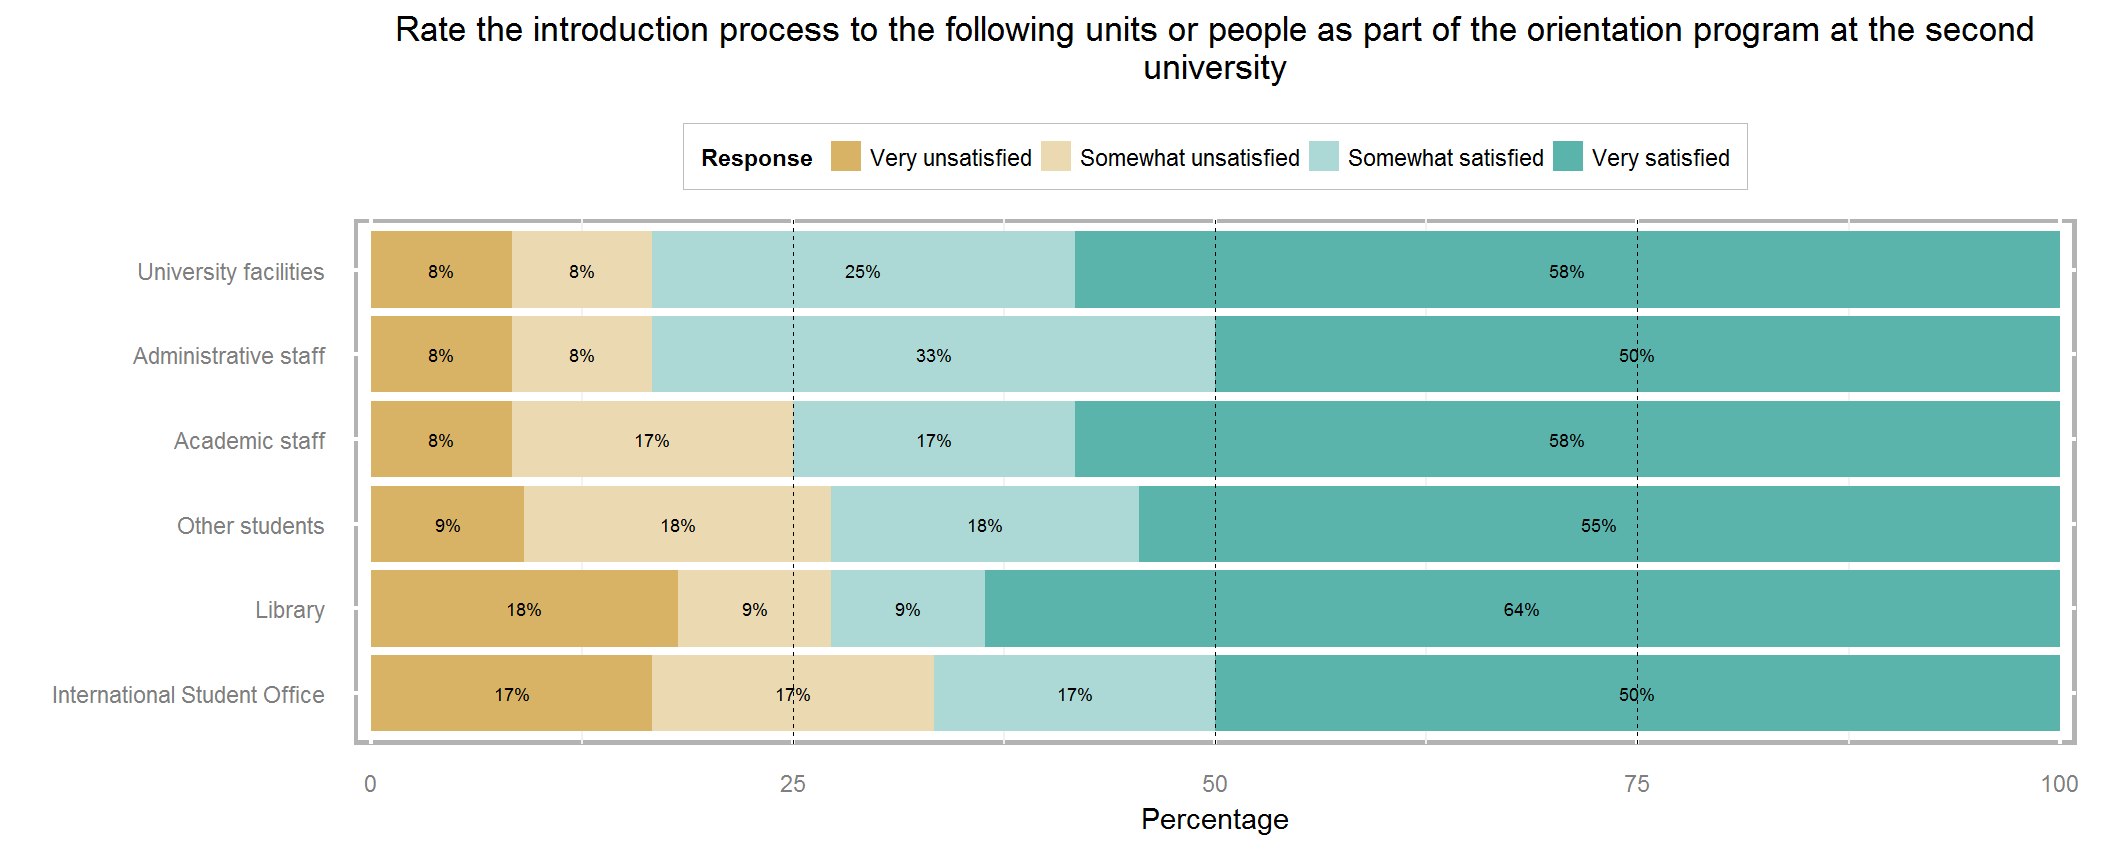 Rate the introduction process to the following units or people as part of the orientation program at the second
university
Response Very unsatisfied Somewhat unsatisfied Somewhat satisfied Very satisfied
University facilities 8% 8% 25% 58%
Administrative staff 8% 8% 33% 50%
Academic staff 8% 17% 17% 58%
Other students 9% 18% 18% 55%
Library 18% 9% 9% 64%
International Student Office 17% 17% 17% 50%
0 25 50 75 100
Percentage